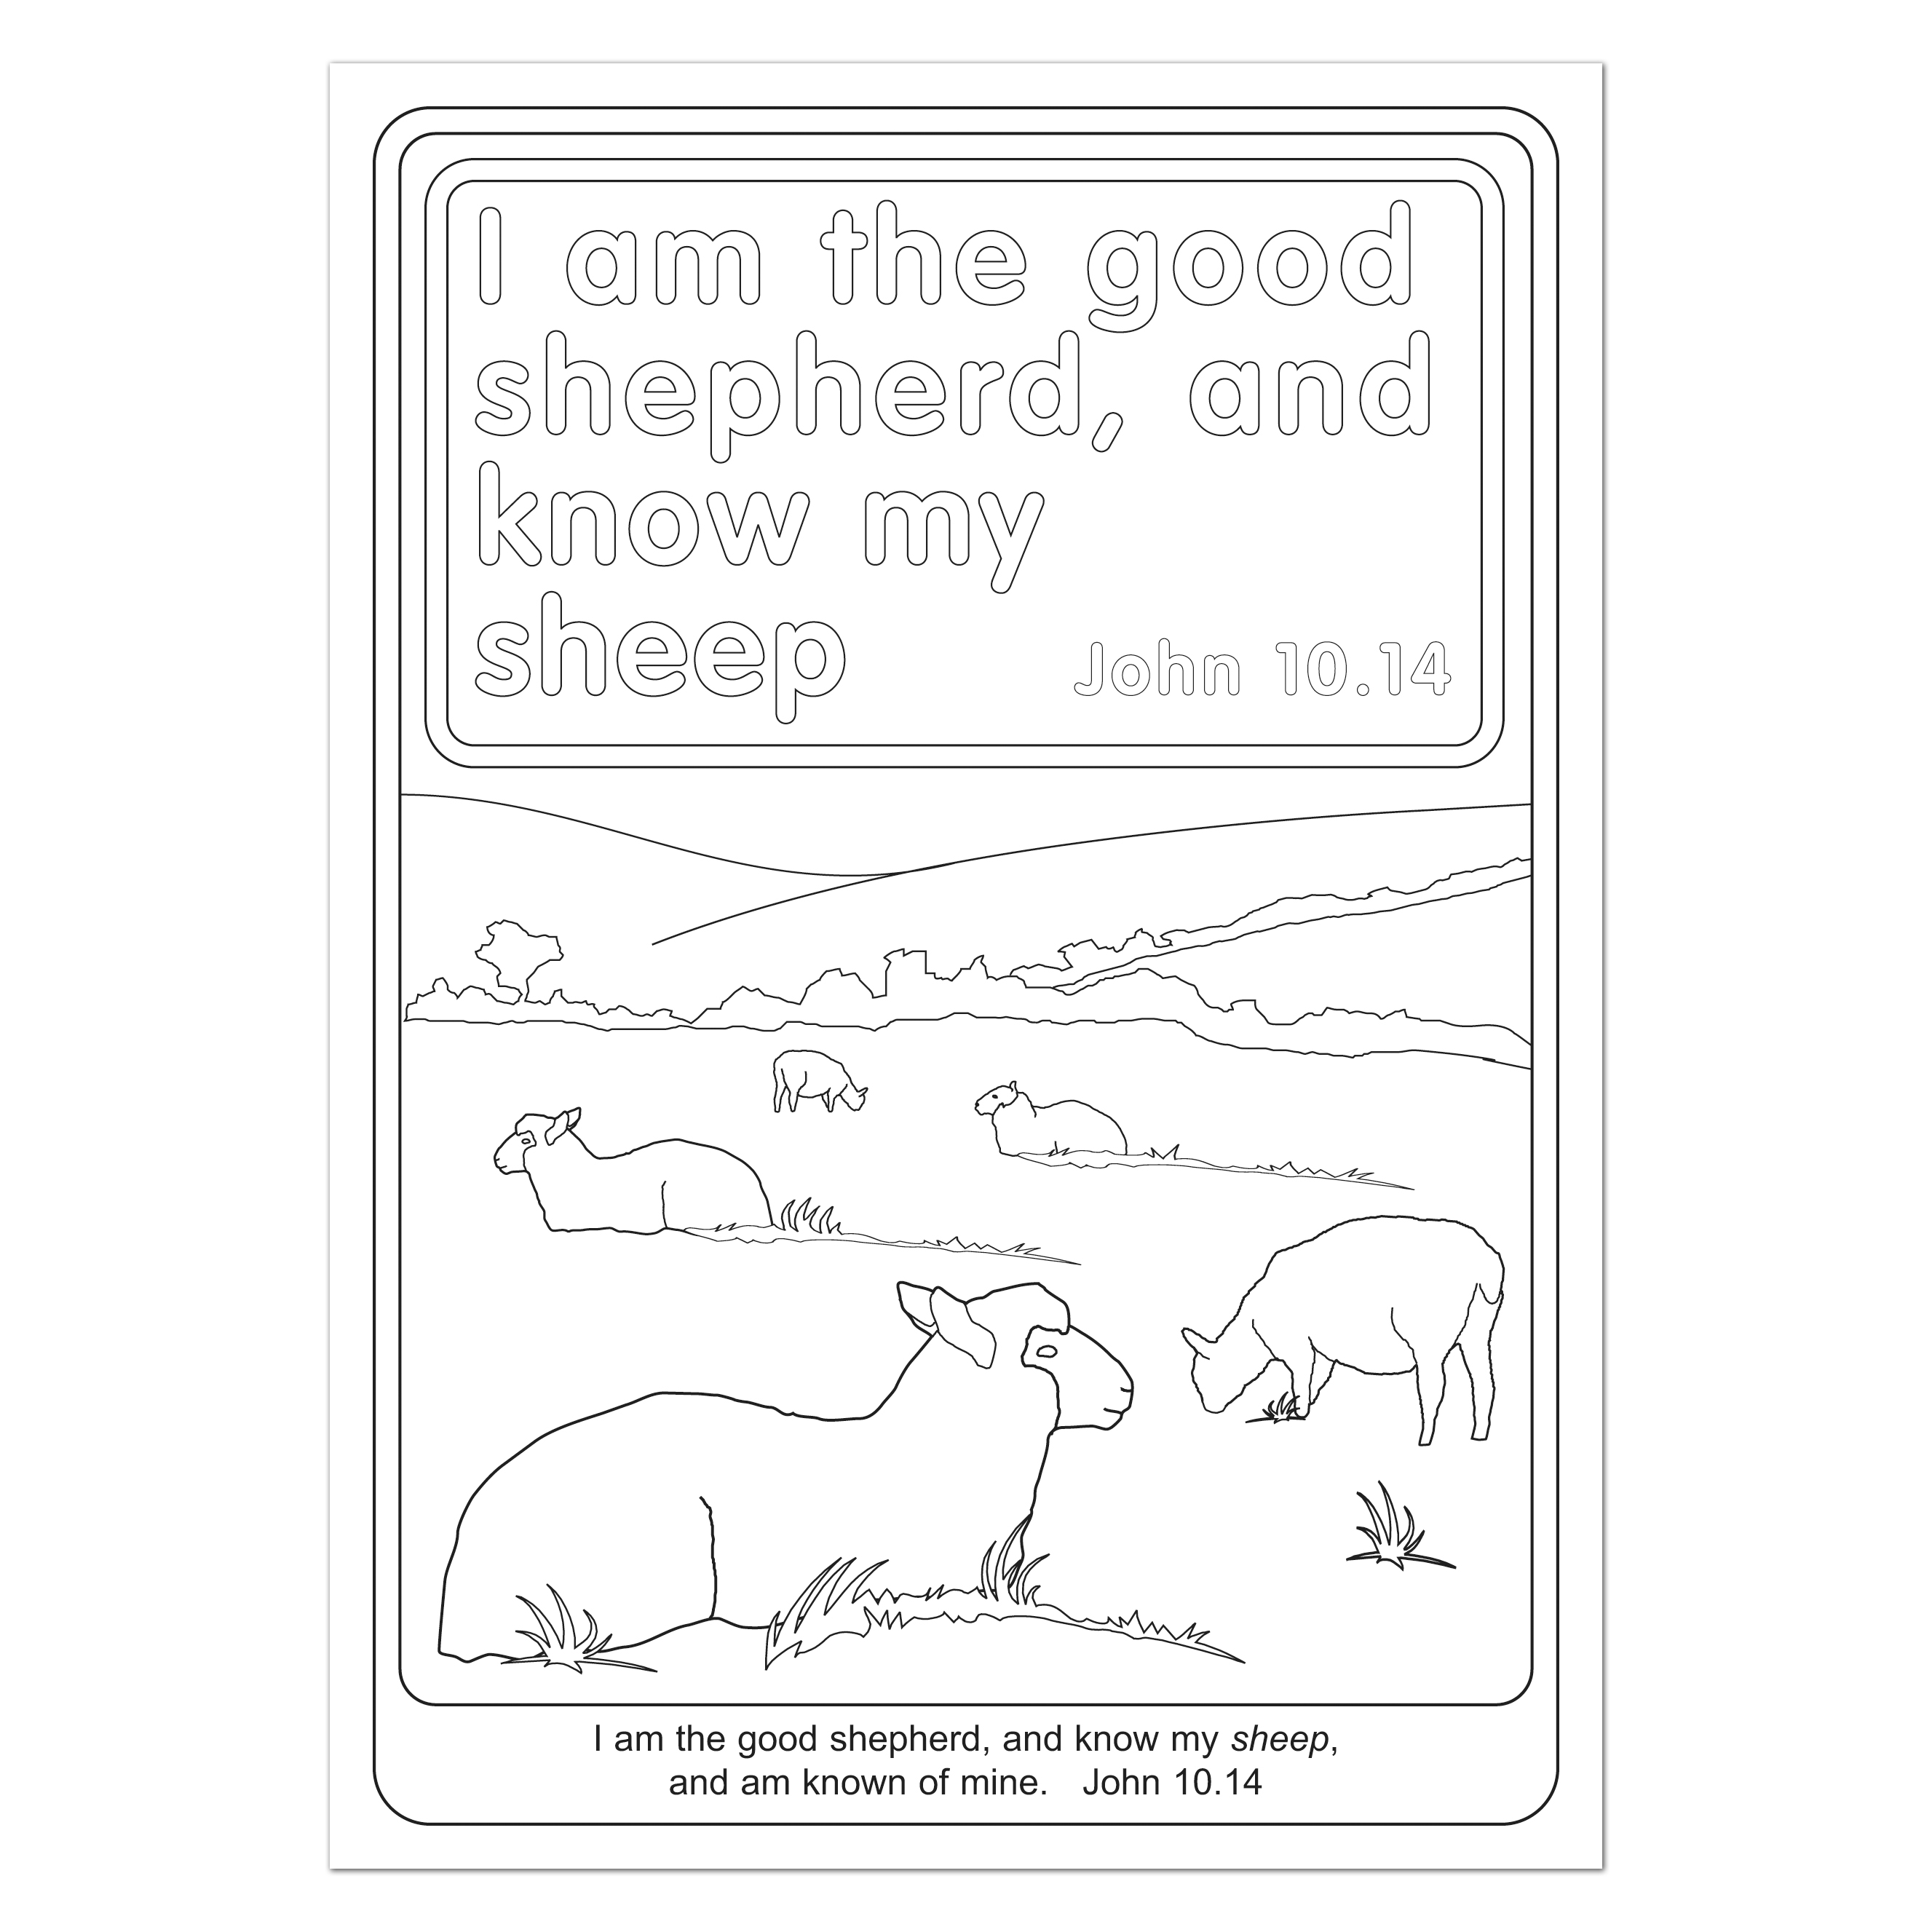 I am the good
shepherd, and
know my
sheep John 10.14
I am the good shepherd, and know my sheep,
and am known of mine. John 10.14